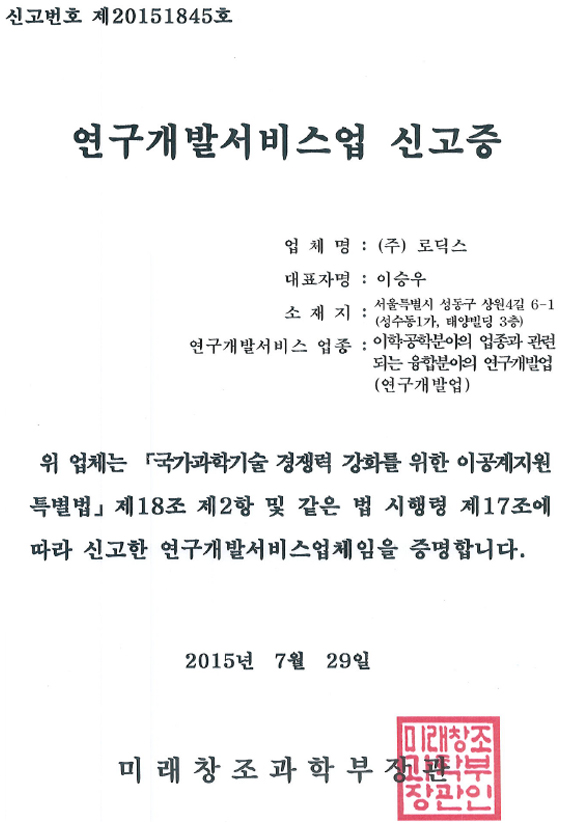 신고번호 제20151845호
연구개발서비스업 신고증
업 체 명 : (주) 로딕스
대표자명 : 이승우
소 재 지 : 서울특별시 성동구 상원4길 6-1
(성수동1가, 태양빌딩 3층)
연구개발서비스 업종 : 이학·공학분야의 업종과 관련
되는 융합분야의 연구개발업
(연구개발업)
위 업체는 「국가과학기술 경쟁력 강화를 위한 이공계지원
특별법」 제18조 제2항 및 같은 법 시행령 제17조에
따라 신고한 연구개발서비스업체임을 증명합니다.
2015년 7월 29일
미래창조과학부장관
미래창조
과학부
장관인